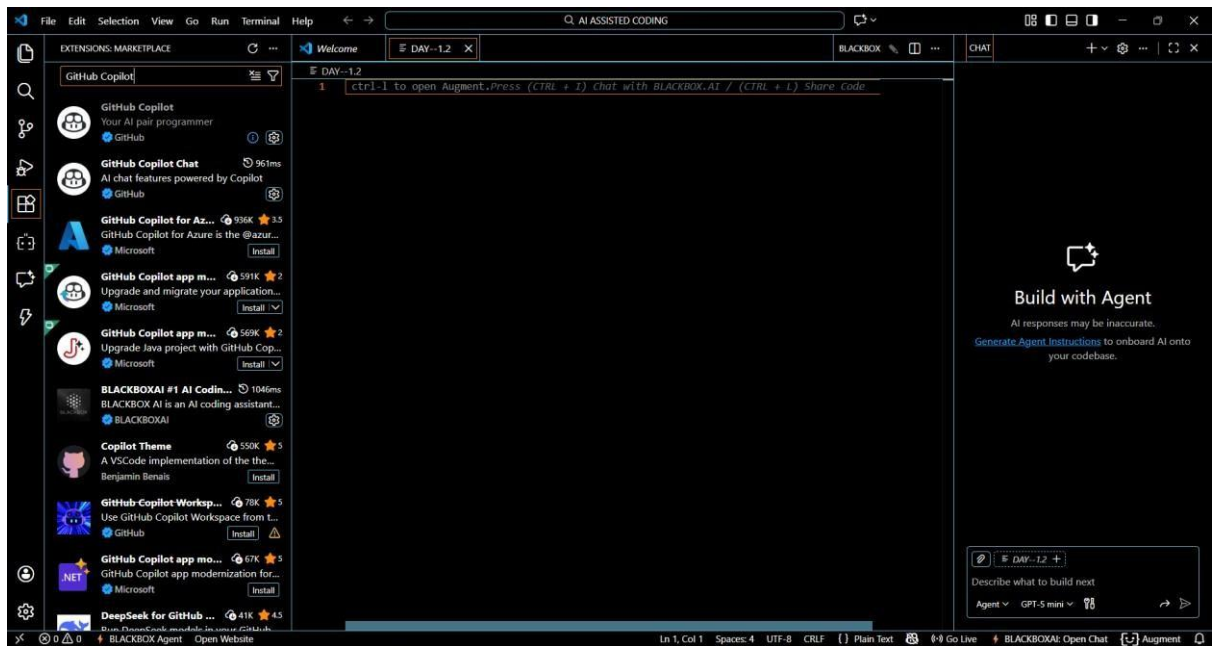 File Edit Selection View Go Run Terminal Help
AI ASSISTED CODING
EXTENSIONS: MARKETPLACE
GitHub Copilot
GitHub Copilot
Your AI pair programmer
GitHub
GitHub Copilot Chat 961ms
AI chat features powered by Copilot
GitHub
GitHub Copilot for Az... 936K 3.5
GitHub Copilot for Azure is the @azur...
Microsoft Install
GitHub Copilot app m... 591K 2
Upgrade and migrate your application...
Microsoft Install
GitHub Copilot app m... 569K 2
Upgrade Java project with GitHub Cop...
Microsoft Install
BLACKBOXAI #1 AI Codin... 1046ms
BLACKBOX AI is an AI coding assistant...
BLACKBOXAI
Copilot Theme 550K 5
A VSCode implementation of the the...
Benjamin Benais Install
GitHub Copilot Worksp... 78K 5
Use GitHub Copilot Workspace from t...
GitHub Install
.NET
GitHub Copilot app mo... 67K 5
GitHub Copilot app modernization for...
Microsoft Install
DeepSeek for GitHub ... 41K 4.5
Run DeepSeek models in your GitHub
Welcome DAY--1.2 BLACKBOX
DAY--1.2
1 ctrl-l to open Augment.Press (CTRL + I) Chat with BLACKBOX.AI / (CTRL + L) Share Code
CHAT
Build with Agent
AI responses may be inaccurate.
Generate Agent Instructions to onboard AI onto
your codebase.
DAY--1.2 +
Describe what to build next
Agent GPT-5 mini
0 0 BLACKBOX Agent Open Website Ln 1, Col 1 Spaces: 4 UTF-8 CRLF {} Plain Text Go Live BLACKBOXAI: Open Chat Augment